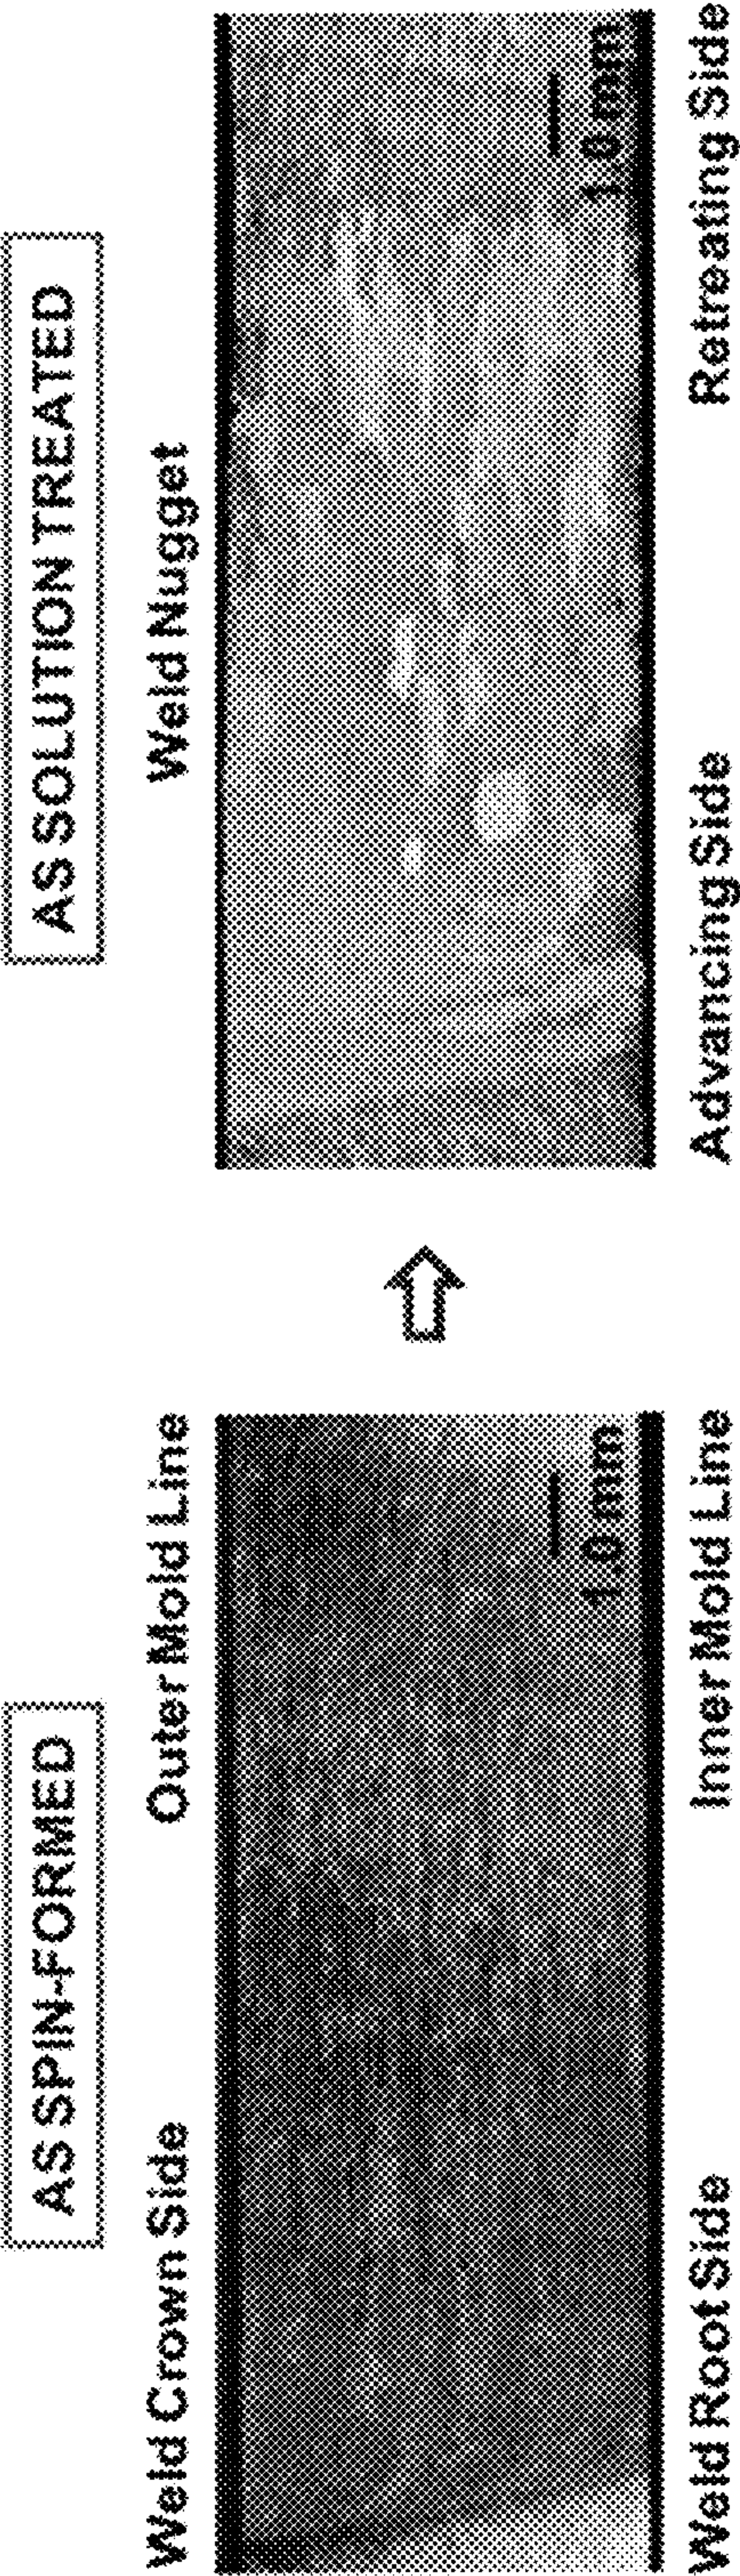 AS SPIN-FORMED
Weld Crown Side
Outer Mold Line
1.0 mm
Weld Root Side
Inner Mold Line
AS SOLUTION TREATED
Weld Nugget
1.0 mm
Advancing Side
Retreating Side